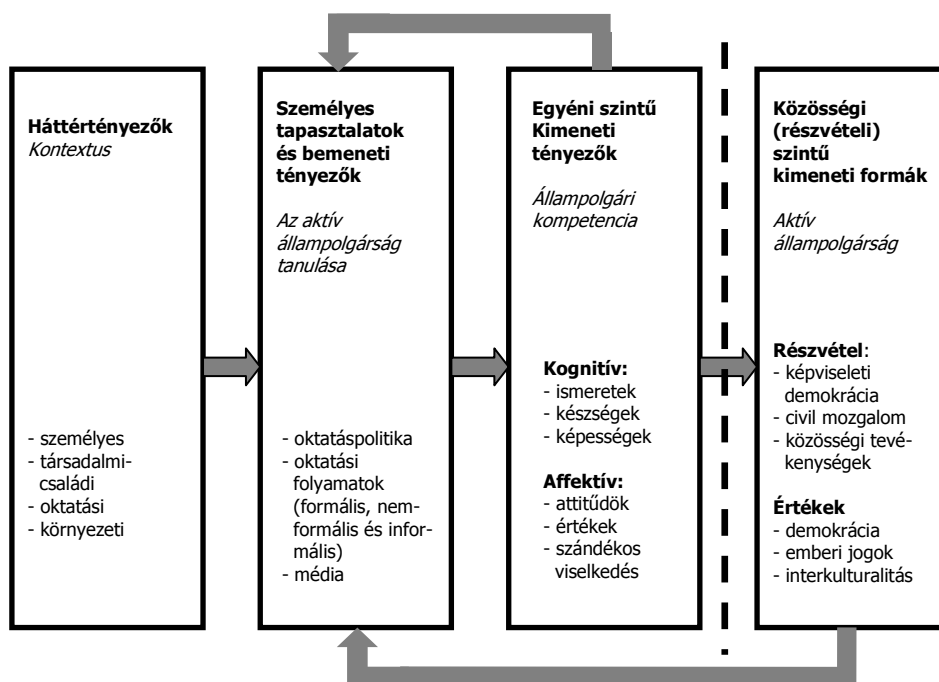 Háttértényezők
Kontextus
- személyes
- társadalmi-
családi
- oktatási
- környezeti
Személyes
tapasztalatok
és bemeneti
tényezők
Az aktív
állampolgárság
tanulása
- oktatáspolitika
- oktatási
folyamatok
(formális, nem-
formális és infor-
mális)
- média
Egyéni szintű
Kimeneti
tényezők
Állampolgári
kompetencia
Kognitív:
- ismeretek
- készségek
- képességek
Affektív:
- attitűdök
- értékek
- szándékos
viselkedés
Közösségi
(részvételi)
szintű
kimeneti formák
Aktív
állampolgárság
Részvétel:
- képviseleti
demokrácia
- civil mozgalom
- közösségi tevé-
kenységek
Értékek
- demokrácia
- emberi jogok
- interkulturalitás